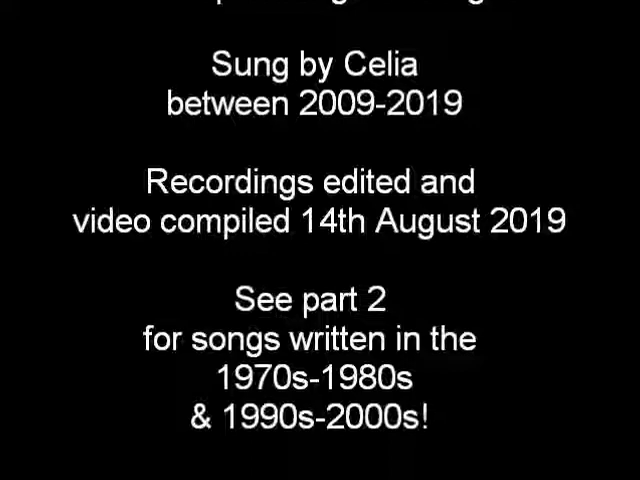 Sung by Celia
between 2009-2019
Recordings edited and
video compiled 14th August 2019
See part 2
for songs written in the
1970s-1980s
& 1990s-2000s!